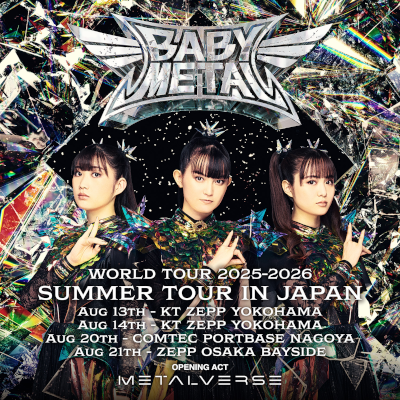 BABY
METAL
WORLD TOUR 2025-2026
SUMMER TOUR IN JAPAN
AUG 13TH - KT ZEPP YOKOHAMA
AUG 14TH - KT ZEPP YOKOHAMA
AUG 20TH - COMTEC PORTBASE NAGOYA
AUG 21TH - ZEPP OSAKA BAYSIDE
OPENING ACT
METALVERSE